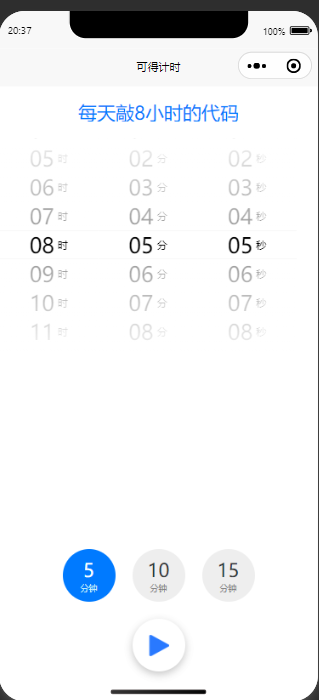 20:37
100%
可得计时
每天敲8小时的代码
05 时 02 分 02 秒
06 时 03 分 03 秒
07 时 04 分 04 秒
08 时 05 分 05 秒
09 时 06 分 06 秒
10 时 07 分 07 秒
11 时 08 分 08 秒
5 10 15
分钟 分钟 分钟